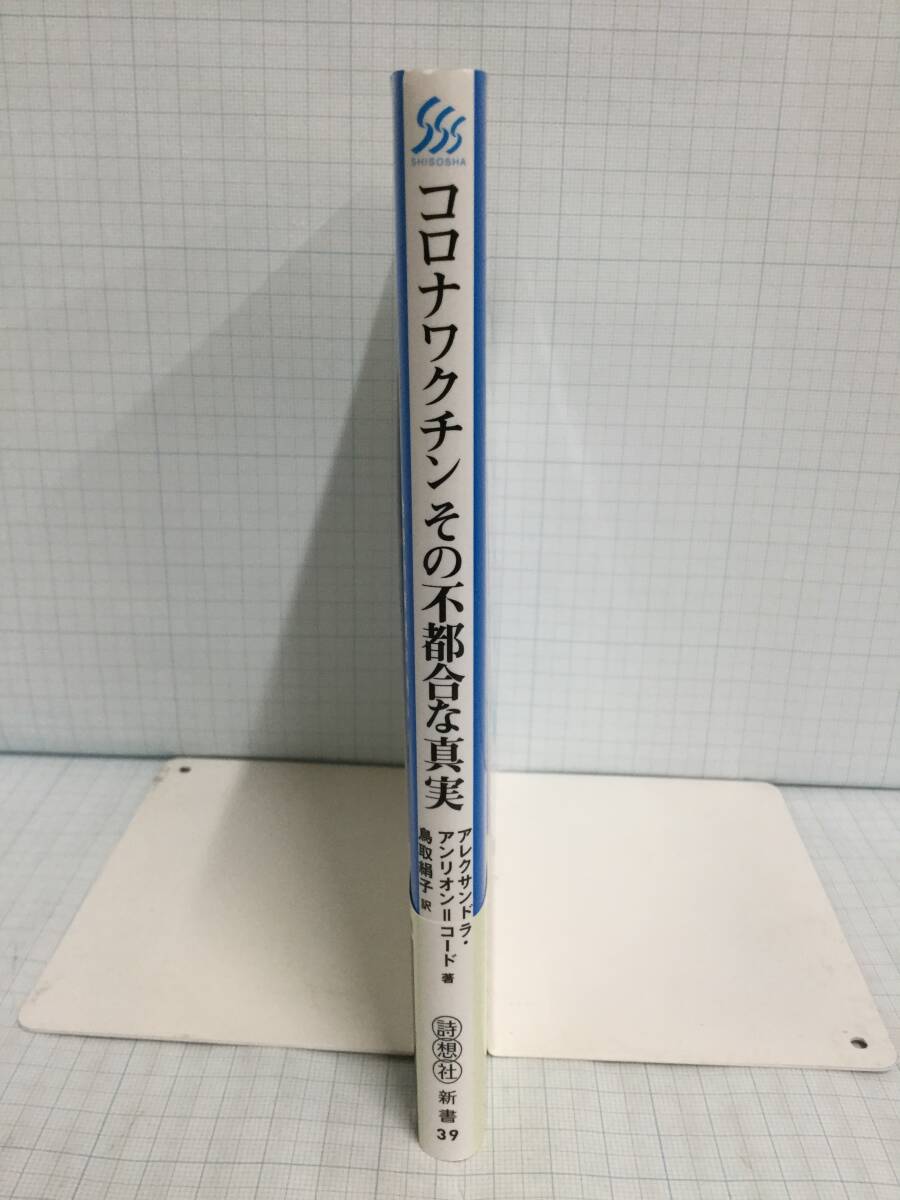 SHISOSHA
コロナワクチン その不都合な真実
アレクサンドラ・
アンリオン＝コード 著
鳥取絹子 訳
詩想社
新書
39